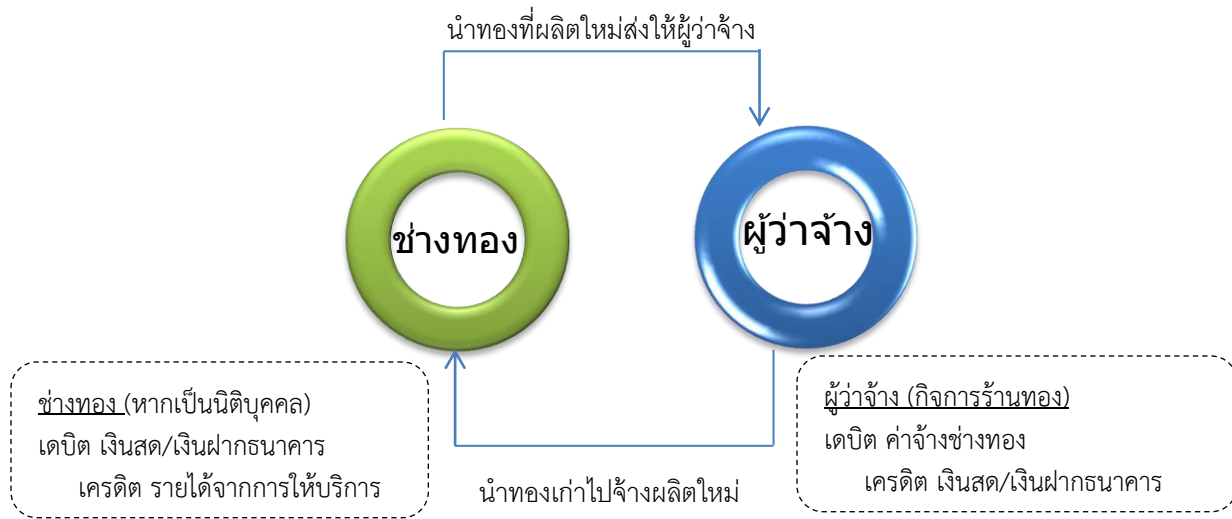 นำทองที่ผลิตใหม่ส่งให้ผู้ว่าจ้าง
ช่างทอง
ผู้ว่าจ้าง
ช่างทอง (หากเป็นนิติบุคคล)
เดบิต เงินสด/เงินฝากธนาคาร
เครดิต รายได้จากการให้บริการ
ผู้ว่าจ้าง (กิจการร้านทอง)
เดบิต ค่าจ้างช่างทอง
เครดิต เงินสด/เงินฝากธนาคาร
นำทองเก่าไปจ้างผลิตใหม่